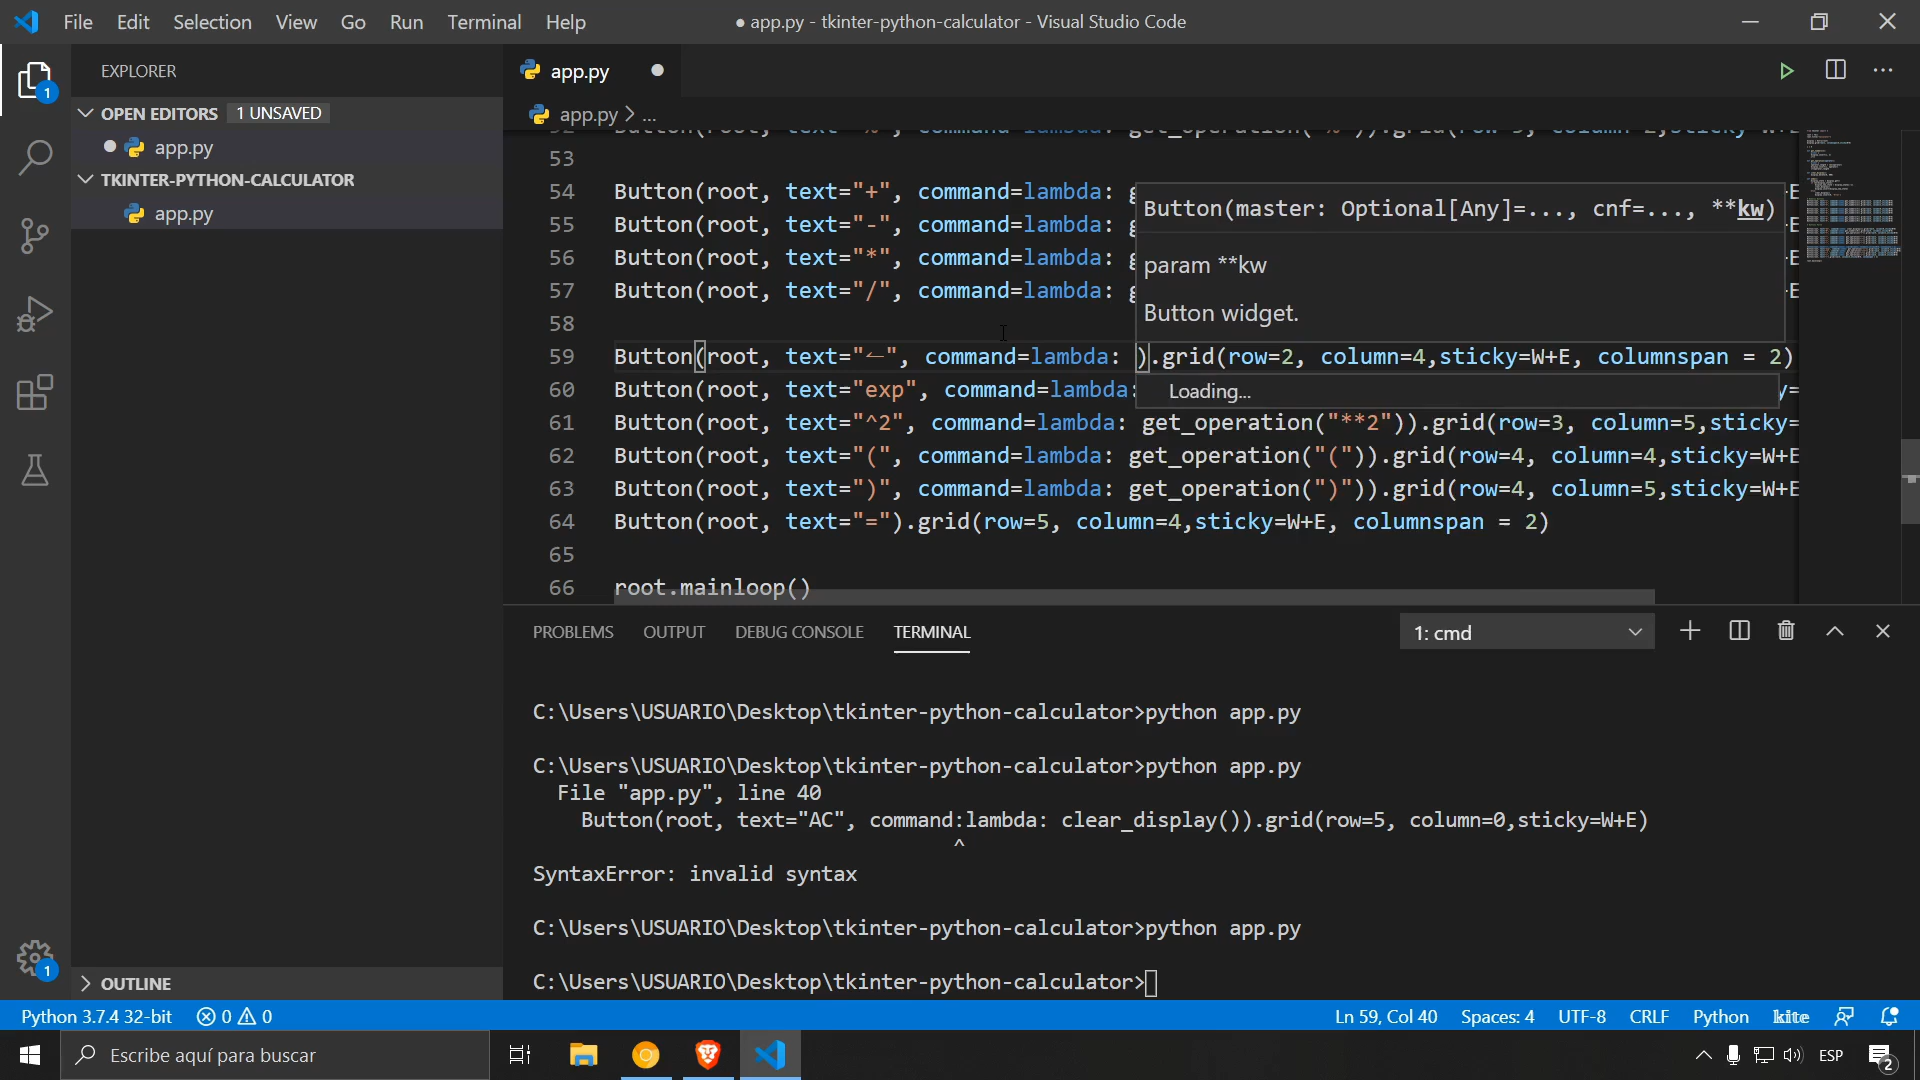 File Edit Selection View Go Run Terminal Help
● app.py - tkinter-python-calculator - Visual Studio Code
EXPLORER
OPEN EDITORS 1 UNSAVED
app.py
TKINTER-PYTHON-CALCULATOR
app.py
OUTLINE
app.py
app.py > ...
53
54 Button(root, text="+", command=lambda: g
55 Button(root, text="-", command=lambda: g
56 Button(root, text="*", command=lambda: g
57 Button(root, text="/", command=lambda: g
58
59 Button(root, text="←", command=lambda: ).grid(row=2, column=4,sticky=W+E, columnspan = 2)
60 Button(root, text="exp", command=lambda:
61 Button(root, text="^2", command=lambda: get_operation("**2")).grid(row=3, column=5,sticky=
62 Button(root, text="(", command=lambda: get_operation("(")).grid(row=4, column=4,sticky=W+E
63 Button(root, text=")", command=lambda: get_operation(")")).grid(row=4, column=5,sticky=W+E
64 Button(root, text="=").grid(row=5, column=4,sticky=W+E, columnspan = 2)
65
66 root.mainloop()
Button(master: Optional[Any]=..., cnf=..., **kw)
param **kw
Button widget.
Loading...
PROBLEMS OUTPUT DEBUG CONSOLE TERMINAL
1: cmd
C:\Users\USUARIO\Desktop\tkinter-python-calculator>python app.py
C:\Users\USUARIO\Desktop\tkinter-python-calculator>python app.py
File "app.py", line 40
Button(root, text="AC", command:lambda: clear_display()).grid(row=5, column=0,sticky=W+E)
^
SyntaxError: invalid syntax
C:\Users\USUARIO\Desktop\tkinter-python-calculator>python app.py
C:\Users\USUARIO\Desktop\tkinter-python-calculator>
1
1
Python 3.7.4 32-bit 0 0
Ln 59, Col 40 Spaces: 4 UTF-8 CRLF Python kite
Escribe aquí para buscar
ESP
2